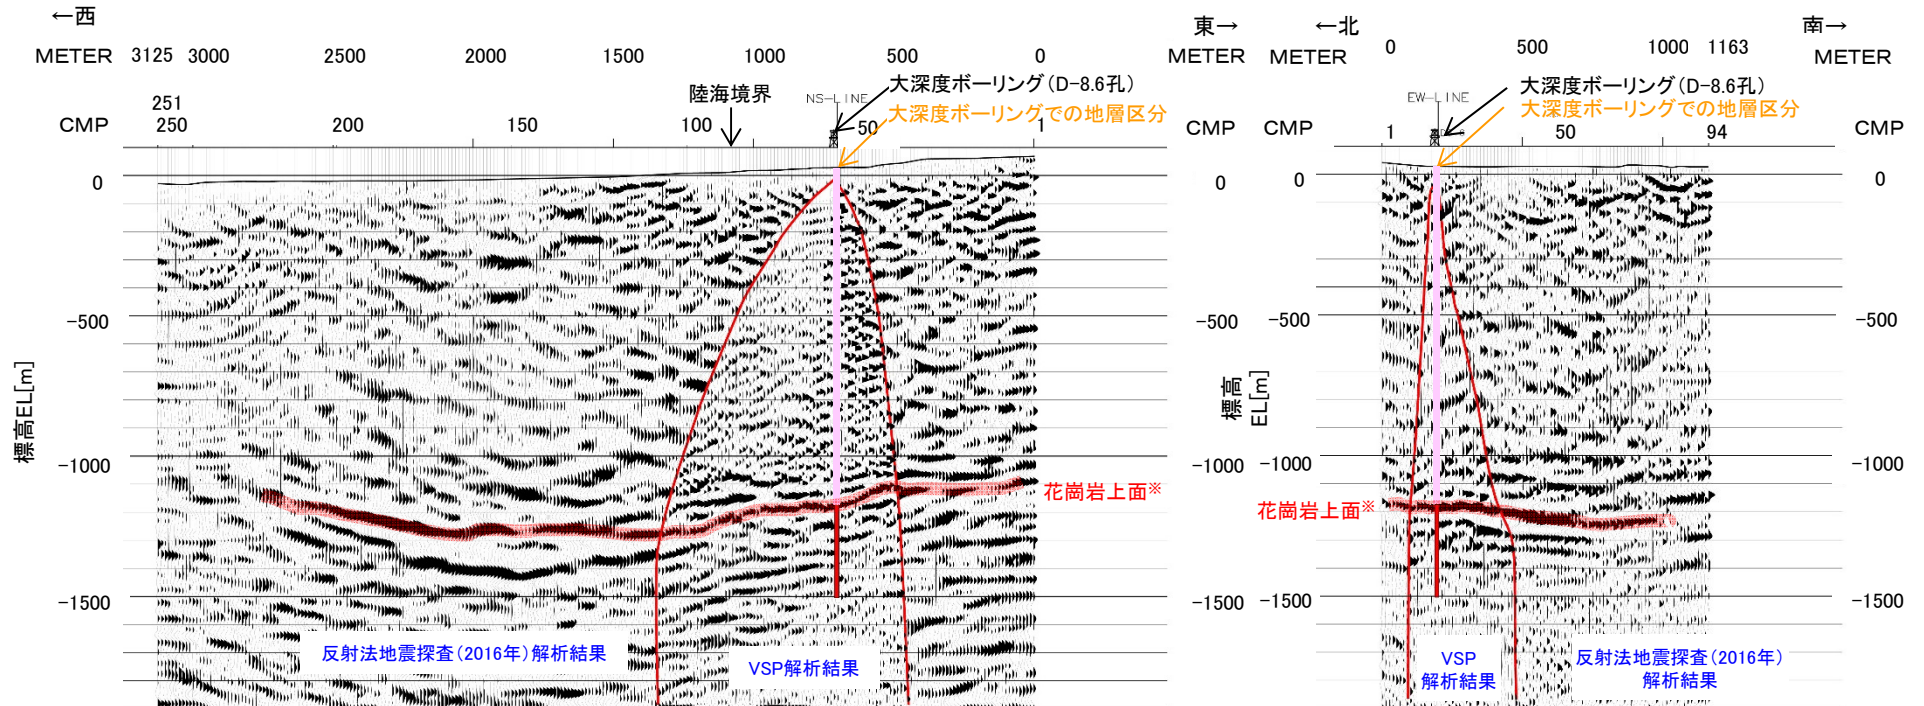 ←西
東→
←北
南→
METER 3125 3000 2500 2000 1500 1000 500 0 METER
METER 0 500 1000 1163 METER
大深度ボーリング(D-8.6孔)
大深度ボーリング(D-8.6孔)
陸海境界
NS-LINE
EW-LINE
大深度ボーリングでの地層区分
大深度ボーリングでの地層区分
251
CMP 250 200 150 100 50 1 CMP
CMP 1 50 94 CMP
0 0 0 0
-500 -500 -500 -500
標高EL[m]
標高
EL[m]
-1000 -1000 -1000 -1000
花崗岩上面※
花崗岩上面※
-1500 -1500 -1500 -1500
反射法地震探査(2016年)解析結果
VSP解析結果
VSP
解析結果
反射法地震探査(2016年)
解析結果